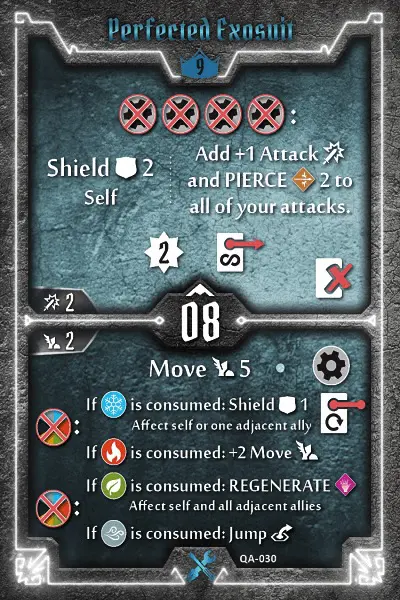 Perfected Exosuit
9
:
Shield 2
Self
Add +1 Attack
and PIERCE 2 to
all of your attacks.
2
2
08
2
Move 5
:
If is consumed: Shield 1
Affect self or one adjacent ally
If is consumed: +2 Move
:
If is consumed: REGENERATE
Affect self and all adjacent allies
If is consumed: Jump
QA-030